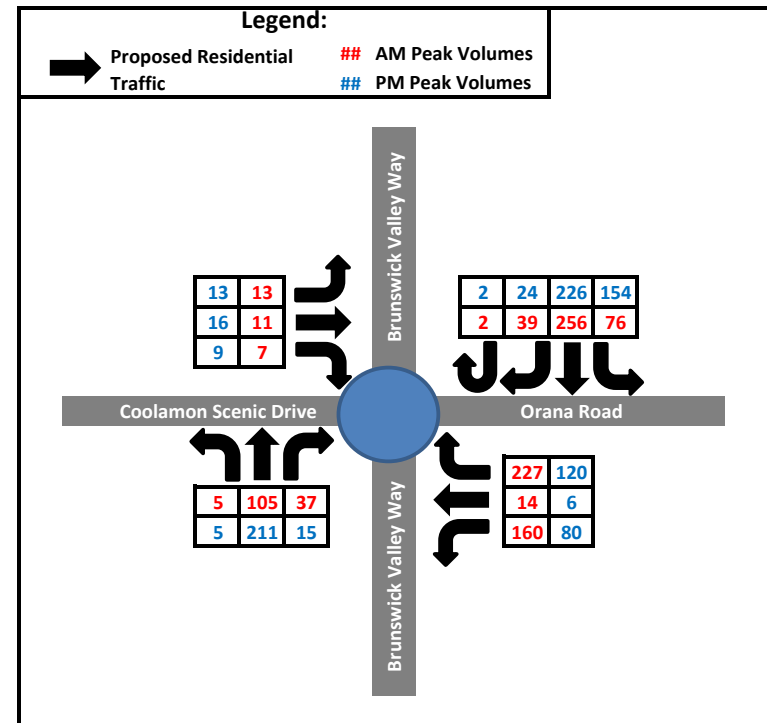 Legend:
Proposed Residential
Traffic
## AM Peak Volumes
## PM Peak Volumes
Brunswick Valley Way
13 13
16 11
9 7
2 24 226 154
2 39 256 76
Coolamon Scenic Drive
Orana Road
5 105 37
5 211 15
227 120
14 6
160 80
Brunswick Valley Way